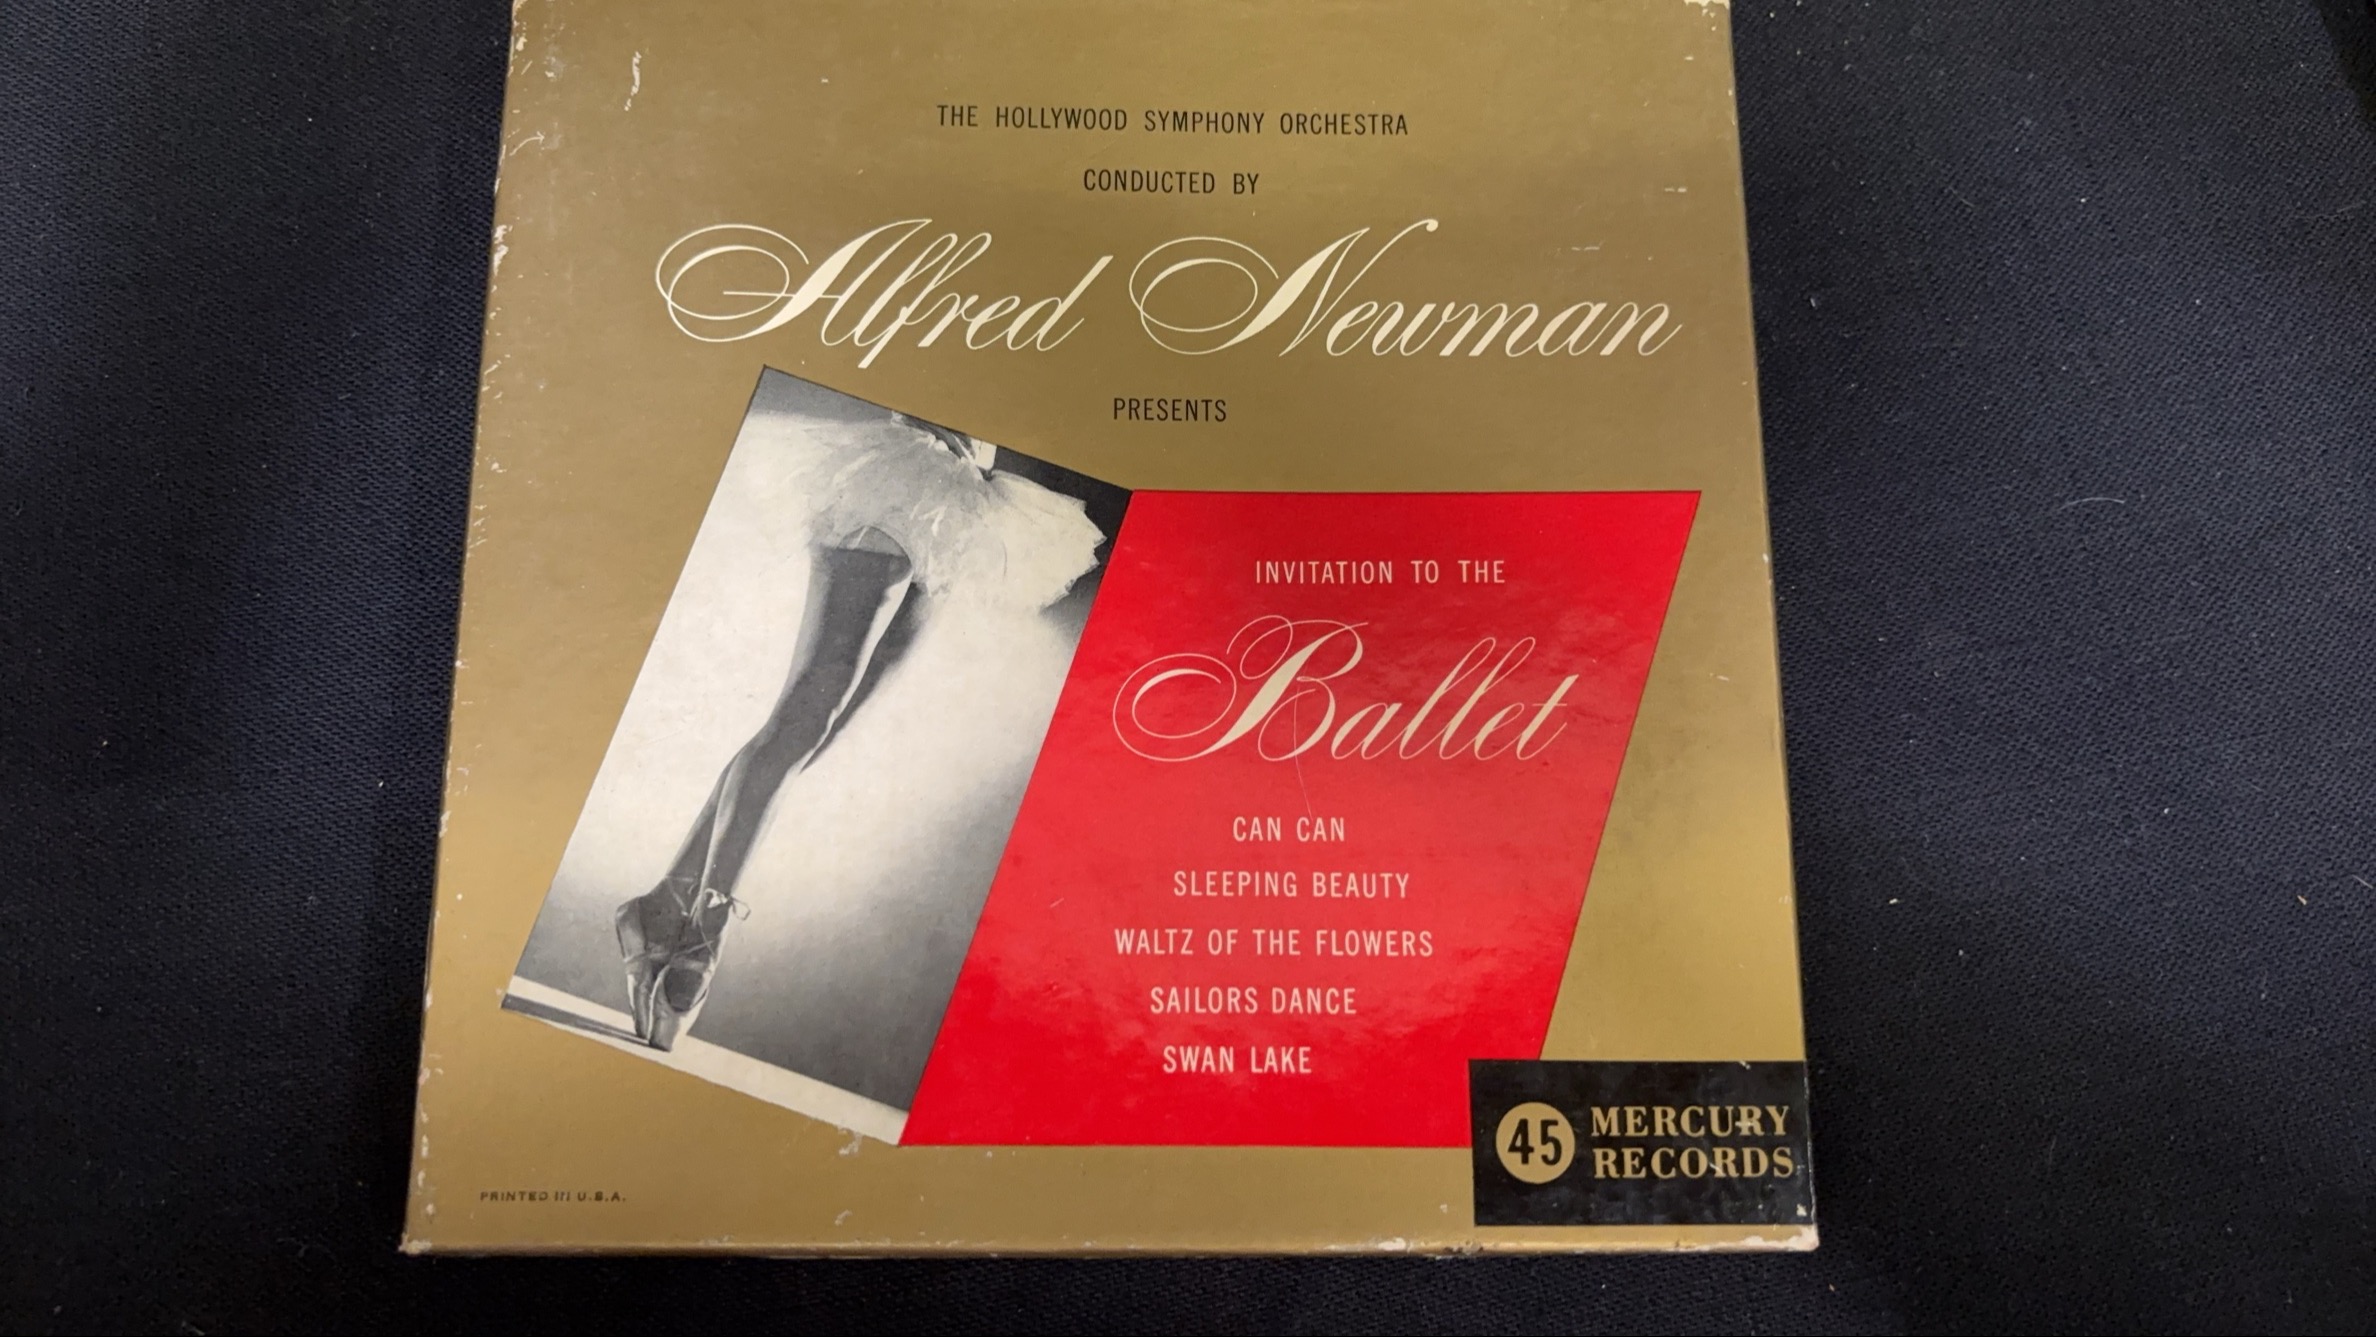 THE HOLLYWOOD SYMPHONY ORCHESTRA
CONDUCTED BY
Alfred Newman
PRESENTS
INVITATION TO THE
Ballet
CAN CAN
SLEEPING BEAUTY
WALTZ OF THE FLOWERS
SAILORS DANCE
SWAN LAKE
45 MERCURY
RECORDS
PRINTED IN U.S.A.